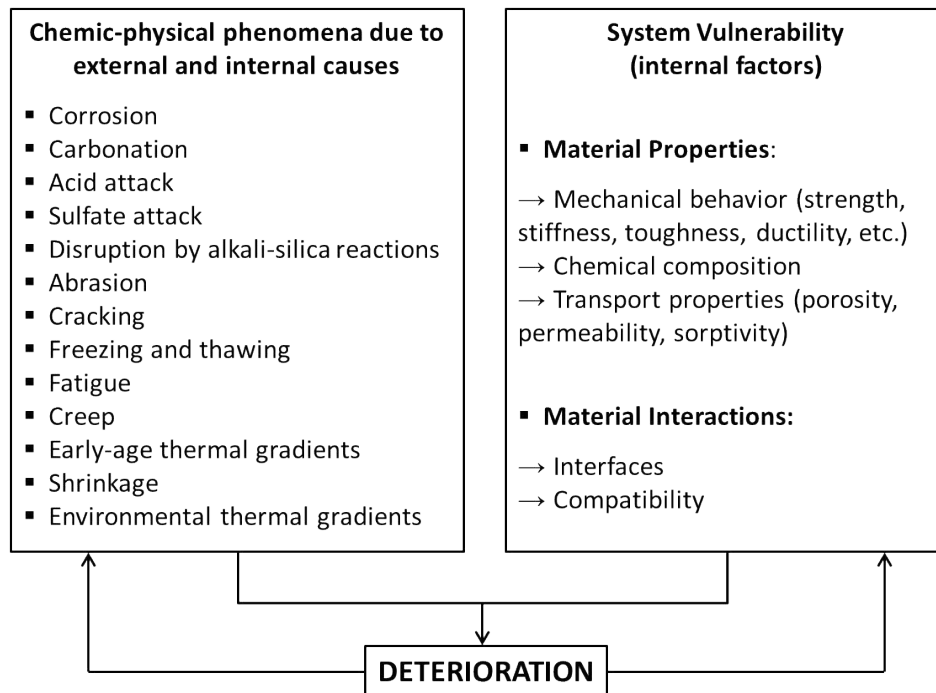 Chemic-physical phenomena due to
external and internal causes
▪ Corrosion
▪ Carbonation
▪ Acid attack
▪ Sulfate attack
▪ Disruption by alkali-silica reactions
▪ Abrasion
▪ Cracking
▪ Freezing and thawing
▪ Fatigue
▪ Creep
▪ Early-age thermal gradients
▪ Shrinkage
▪ Environmental thermal gradients
System Vulnerability
(internal factors)
▪ Material Properties:
→ Mechanical behavior (strength,
stiffness, toughness, ductility, etc.)
→ Chemical composition
→ Transport properties (porosity,
permeability, sorptivity)
▪ Material Interactions:
→ Interfaces
→ Compatibility
DETERIORATION